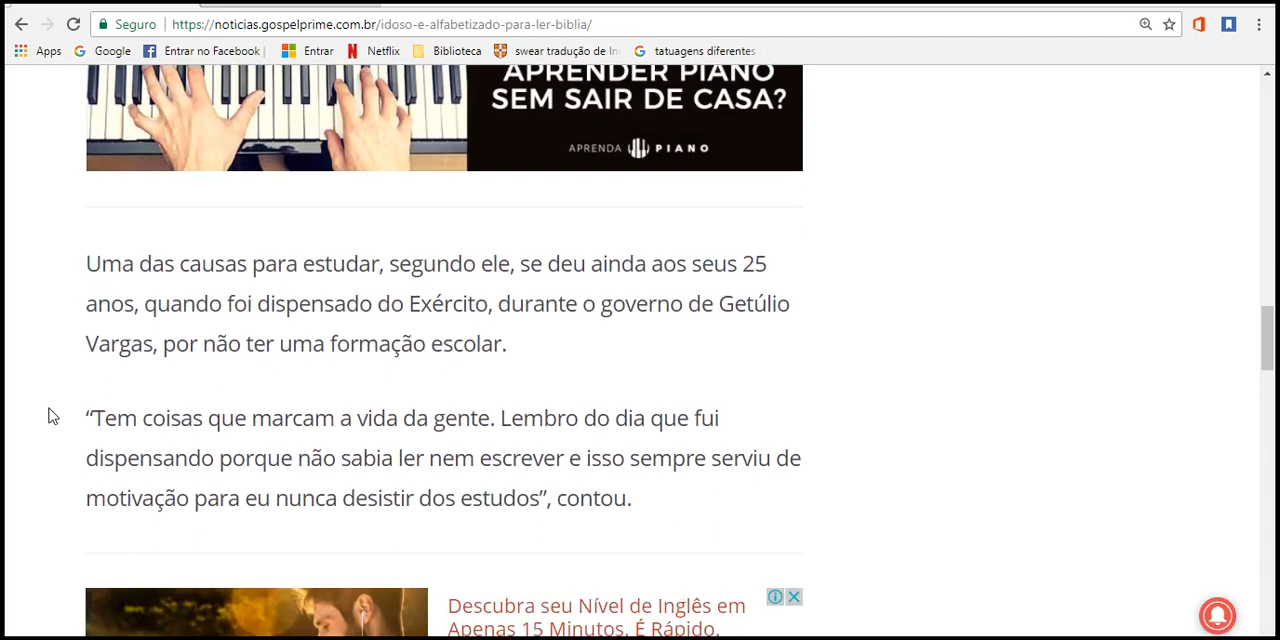 Seguro | https://noticias.gospelprime.com.br/idoso-e-alfabetizado-para-ler-biblia/
Apps Google Entrar no Facebook | Entrar Netflix Biblioteca swear tradução de In tatuagens diferentes
APRENDER PIANO
SEM SAIR DE CASA?
APRENDA PIANO
Uma das causas para estudar, segundo ele, se deu ainda aos seus 25
anos, quando foi dispensado do Exército, durante o governo de Getúlio
Vargas, por não ter uma formação escolar.
“Tem coisas que marcam a vida da gente. Lembro do dia que fui
dispensando porque não sabia ler nem escrever e isso sempre serviu de
motivação para eu nunca desistir dos estudos”, contou.
Descubra seu Nível de Inglês em
Apenas 15 Minutos. É Rápido.